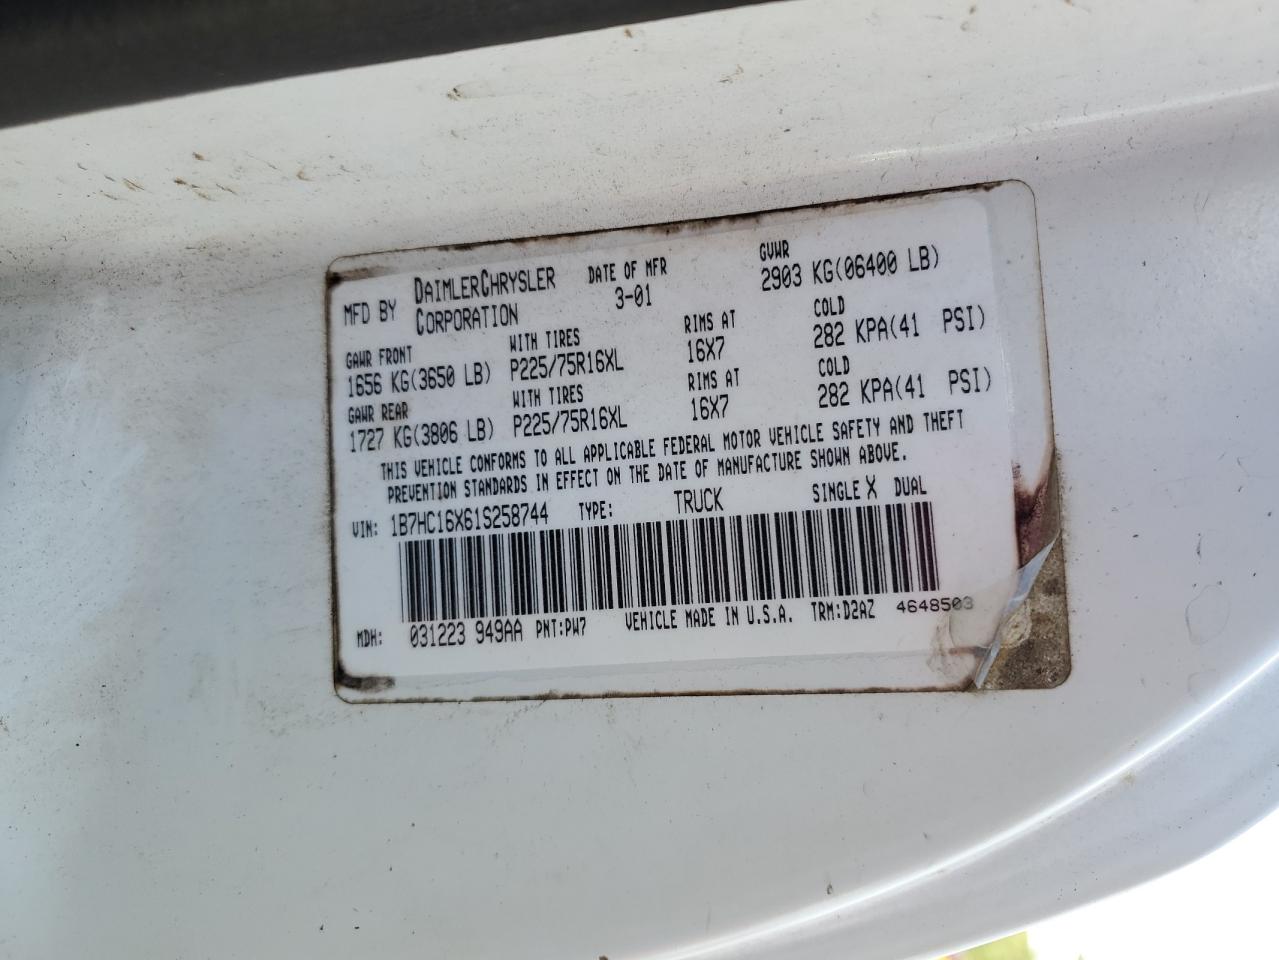 MFD BY DAIMLERCHRYSLER CORPORATION DATE OF MFR 3-01 GVWR 2903 KG(06400 LB)
GAWR FRONT WITH TIRES RIMS AT COLD
1656 KG(3650 LB) P225/75R16XL 16X7 282 KPA(41 PSI)
GAWR REAR WITH TIRES RIMS AT COLD
1727 KG(3806 LB) P225/75R16XL 16X7 282 KPA(41 PSI)
THIS VEHICLE CONFORMS TO ALL APPLICABLE FEDERAL MOTOR VEHICLE SAFETY AND THEFT
PREVENTION STANDARDS IN EFFECT ON THE DATE OF MANUFACTURE SHOWN ABOVE.
VIN: 1B7HC16X61S258744 TYPE: TRUCK SINGLE X DUAL
MDH: 031223 949AA PNT:PW7 VEHICLE MADE IN U.S.A. TRM:D2AZ 4648503